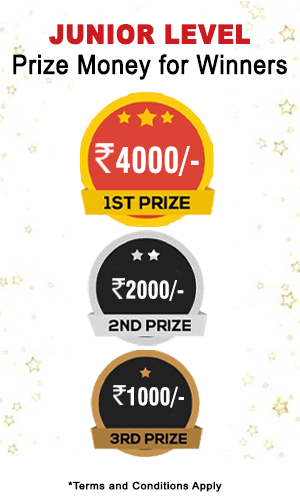 JUNIOR LEVEL
Prize Money for Winners
₹4000/-
1ST PRIZE
₹2000/-
2ND PRIZE
₹1000/-
3RD PRIZE
*Terms and Conditions Apply